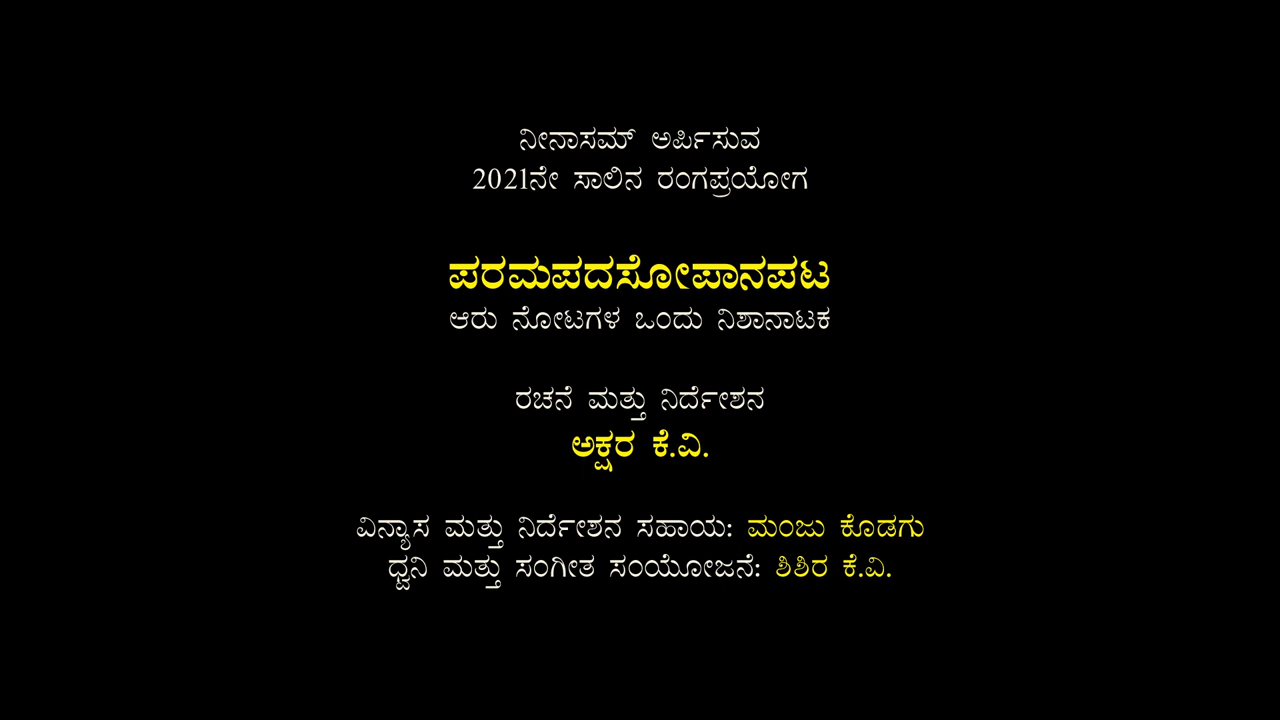 ನೀನಾಸಮ್ ಅರ್ಪಿಸುವ
2021ನೇ ಸಾಲಿನ ರಂಗಪ್ರಯೋಗ
ಪರಮಪದಸೋಪಾನಪಟ
ಆರು ನೋಟಗಳ ಒಂದು ನಿಶಾನಾಟಕ
ರಚನೆ ಮತ್ತು ನಿರ್ದೇಶನ
ಅಕ್ಷರ ಕೆ.ವಿ.
ವಿನ್ಯಾಸ ಮತ್ತು ನಿರ್ದೇಶನ ಸಹಾಯ: ಮಂಜು ಕೊಡಗು
ಧ್ವನಿ ಮತ್ತು ಸಂಗೀತ ಸಂಯೋಜನೆ: ಶಿಶಿರ ಕೆ.ವಿ.